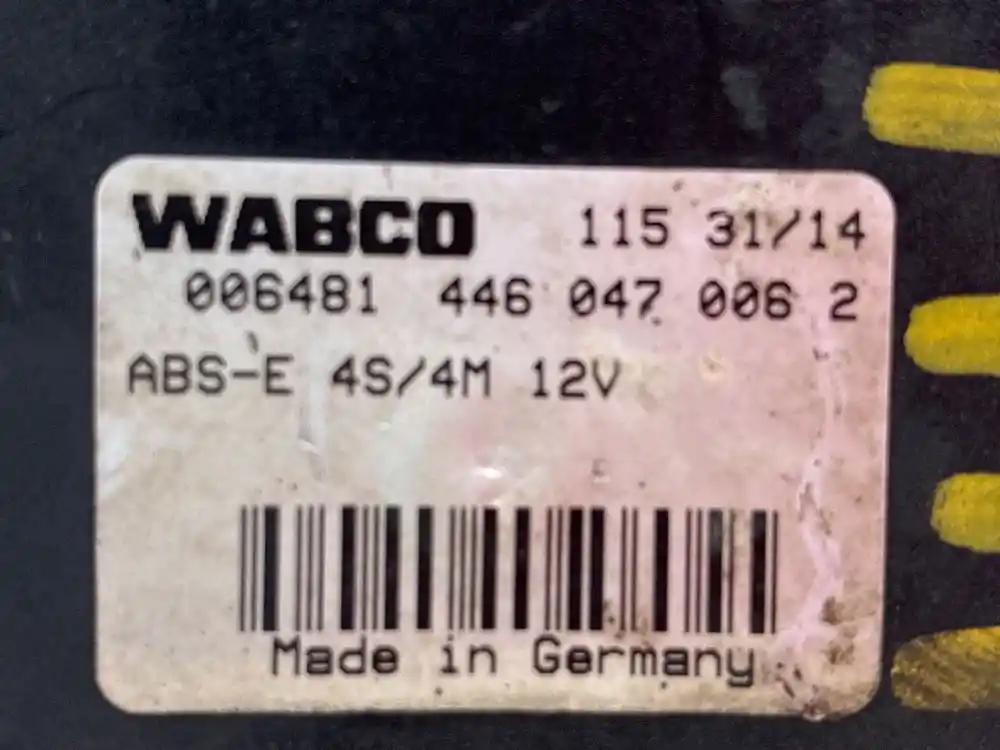 WABCO 115 31/14
006481 446 047 006 2
ABS-E 4S/4M 12V
Made in Germany